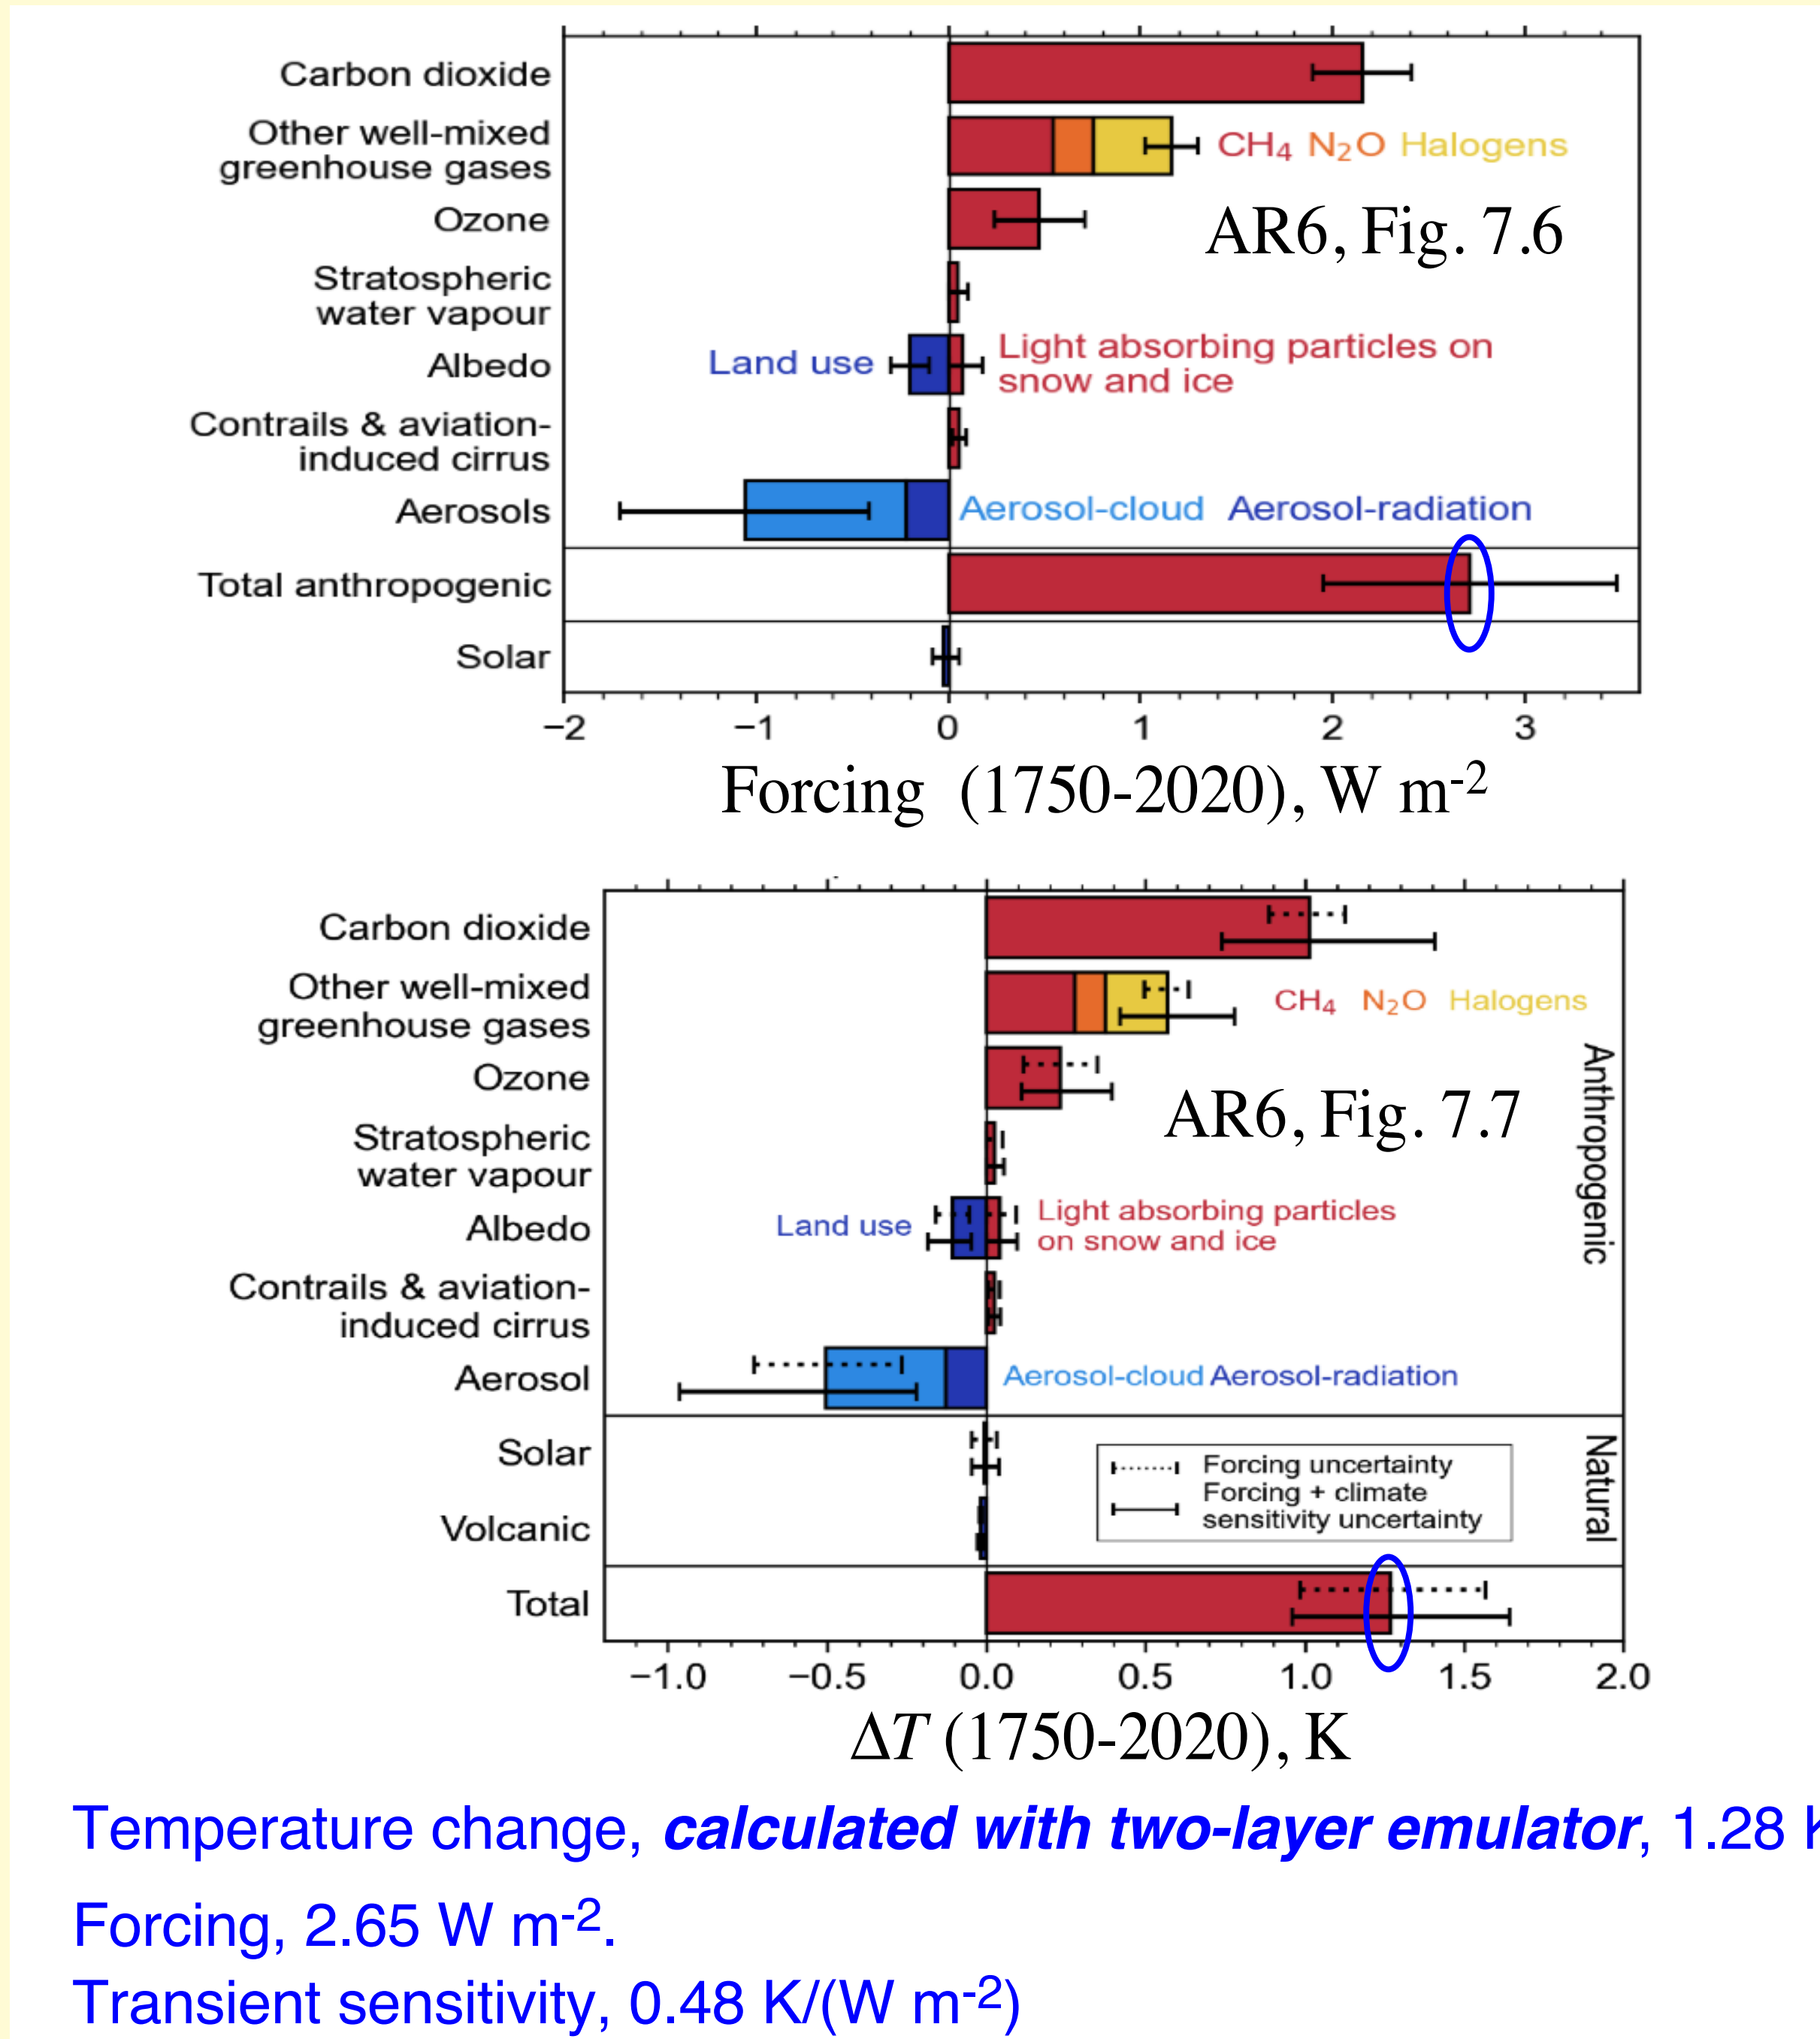 Carbon dioxide
Other well-mixed
greenhouse gases
CH₄ N₂O Halogens
Ozone
AR6, Fig. 7.6
Stratospheric
water vapour
Albedo
Land use
Light absorbing particles on
snow and ice
Contrails & aviation-
induced cirrus
Aerosols
Aerosol-cloud Aerosol-radiation
Total anthropogenic
Solar
−2 −1 0 1 2 3
Forcing (1750-2020), W m⁻²
Carbon dioxide
Other well-mixed
greenhouse gases
CH₄ N₂O Halogens
Ozone
AR6, Fig. 7.7
Anthropogenic
Stratospheric
water vapour
Albedo
Land use
Light absorbing particles
on snow and ice
Contrails & aviation-
induced cirrus
Aerosol
Aerosol-cloud Aerosol-radiation
Solar
Volcanic
Forcing uncertainty
Forcing + climate
sensitivity uncertainty
Natural
Total
−1.0 −0.5 0.0 0.5 1.0 1.5 2.0
ΔT (1750-2020), K
Temperature change, calculated with two-layer emulator, 1.28 K
Forcing, 2.65 W m⁻².
Transient sensitivity, 0.48 K/(W m⁻²)